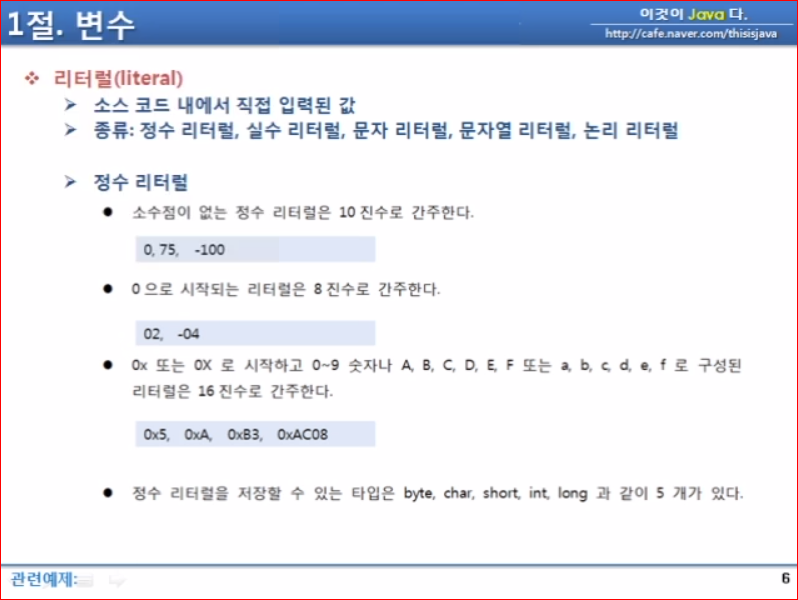 1절. 변수
이것이 Java 다.
http://cafe.naver.com/thisisjava
리터럴(literal)
소스 코드 내에서 직접 입력된 값
종류: 정수 리터럴, 실수 리터럴, 문자 리터럴, 문자열 리터럴, 논리 리터럴
정수 리터럴
소수점이 없는 정수 리터럴은 10진수로 간주한다.
0, 75, -100
0으로 시작되는 리터럴은 8진수로 간주한다.
02, -04
0x 또는 0X 로 시작하고 0~9 숫자나 A, B, C, D, E, F 또는 a, b, c, d, e, f 로 구성된
리터럴은 16진수로 간주한다.
0x5, 0xA, 0xB3, 0xAC08
정수 리터럴을 저장할 수 있는 타입은 byte, char, short, int, long 과 같이 5 개가 있다.
관련예제:
6